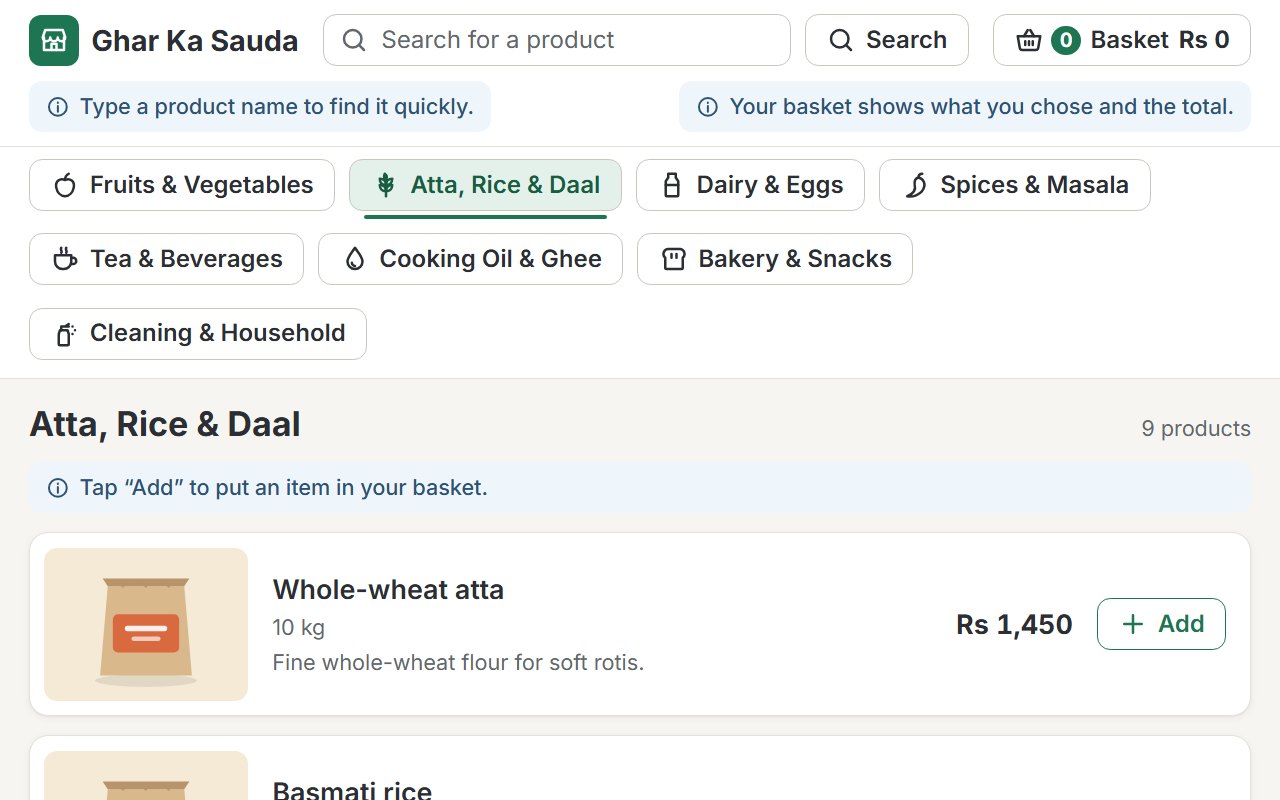 Ghar Ka Sauda
Search for a product
Search
0 Basket Rs 0
Type a product name to find it quickly.
Your basket shows what you chose and the total.
Fruits & Vegetables
Atta, Rice & Daal
Dairy & Eggs
Spices & Masala
Tea & Beverages
Cooking Oil & Ghee
Bakery & Snacks
Cleaning & Household
Atta, Rice & Daal
9 products
Tap “Add” to put an item in your basket.
Whole-wheat atta
10 kg
Fine whole-wheat flour for soft rotis.
Rs 1,450
Add
Basmati rice